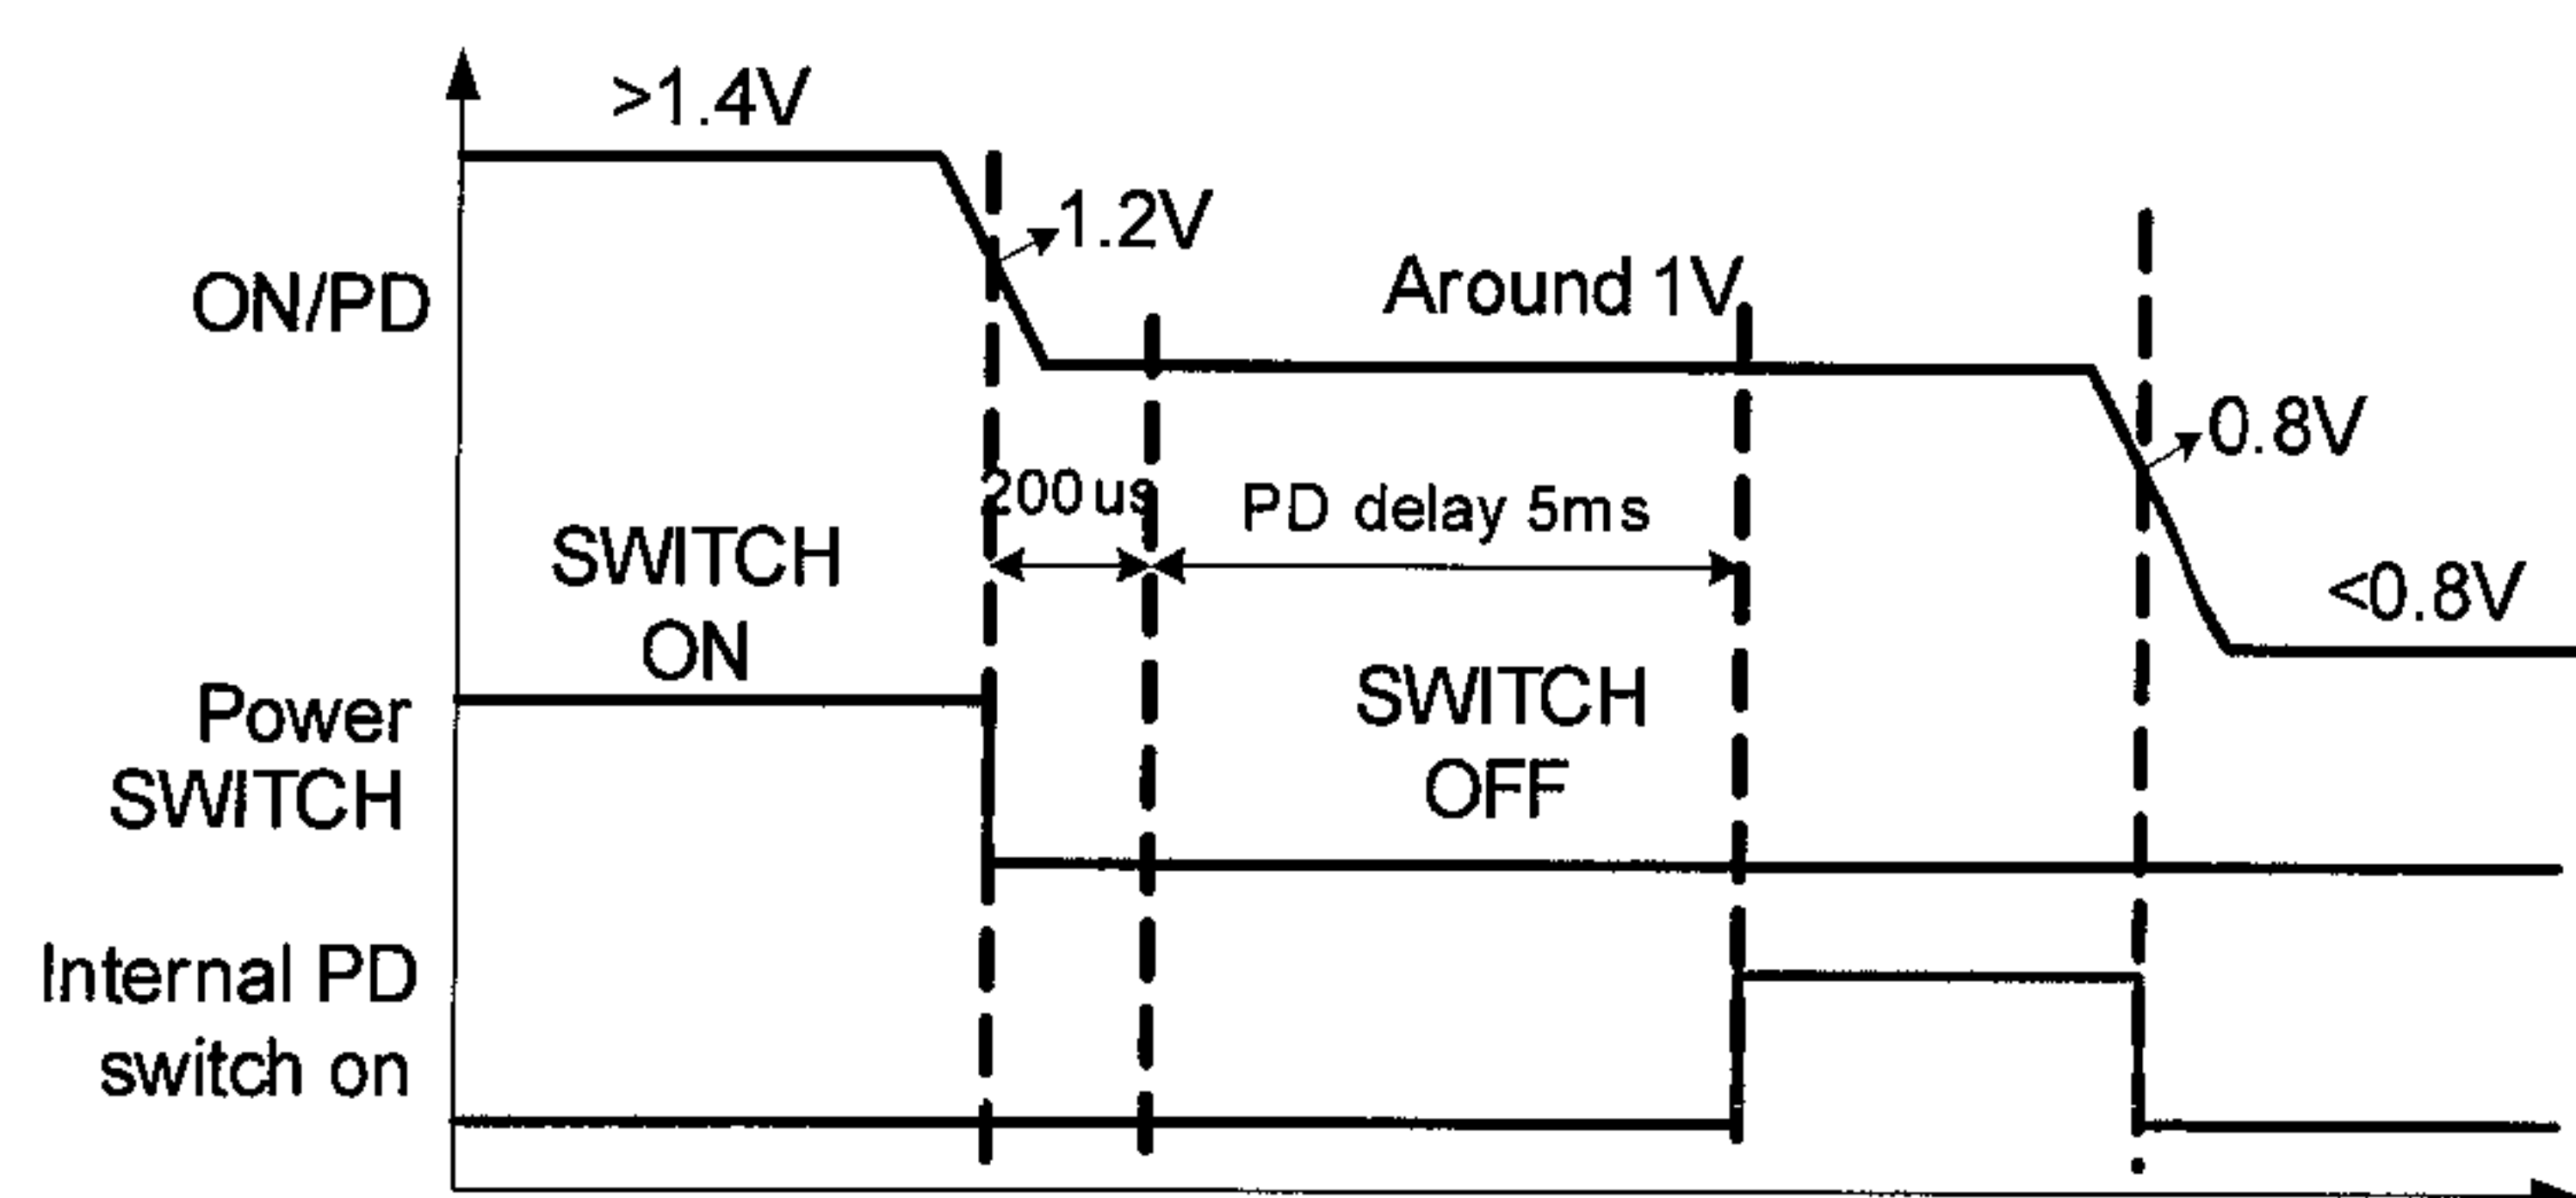 >1.4V
1.2V
ON/PD
Around 1V
0.8V
200us
PD delay 5ms
SWITCH
ON
<0.8V
SWITCH
OFF
Power
SWITCH
Internal PD
switch on